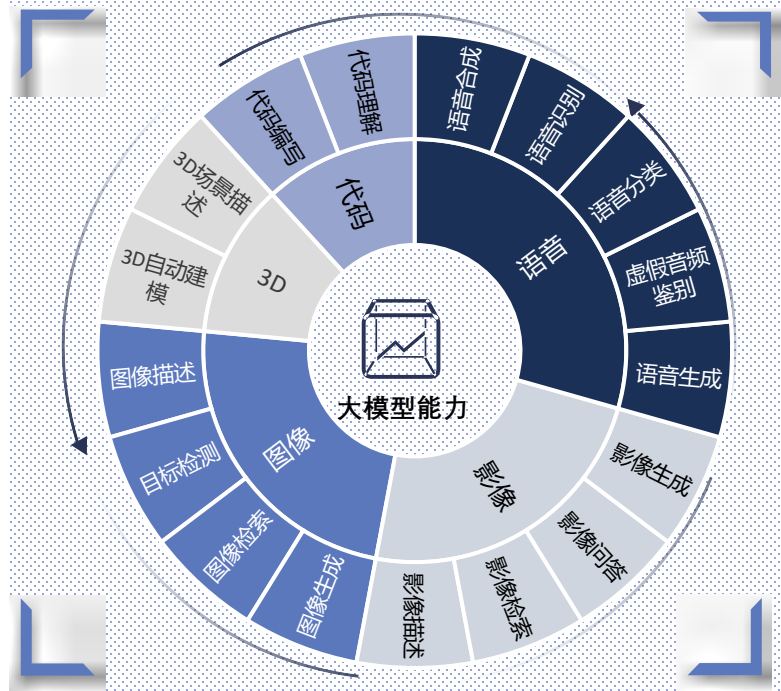 大模型能力
语音
语音合成
语音识别
语音分类
虚假音频
鉴别
语音生成
影像
影像生成
影像问答
影像检索
影像描述
图像
图像生成
图像检索
目标检测
图像描述
3D
3D自动建
模
3D场景描
述
代码
代码编写
代码理解